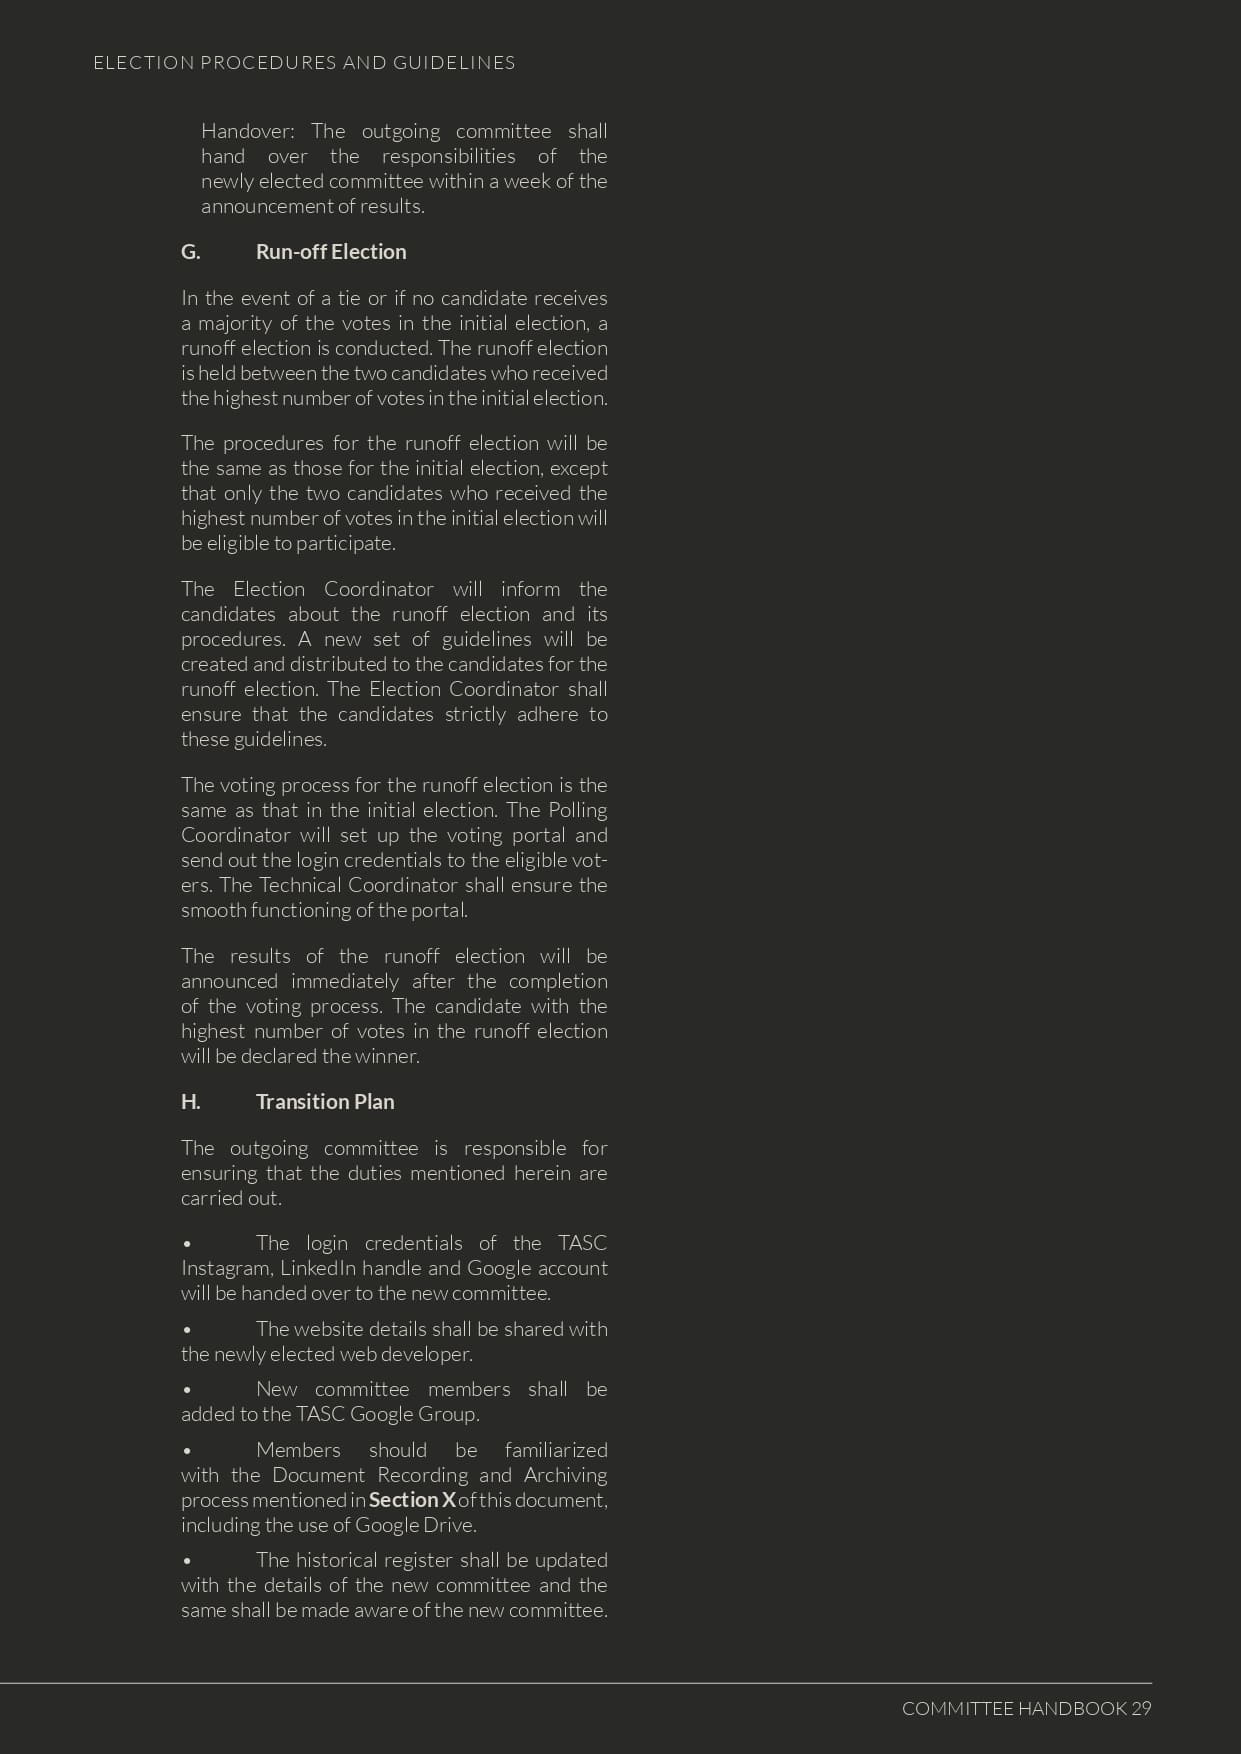 ELECTION PROCEDURES AND GUIDELINES
Handover: The outgoing committee shall
hand over the responsibilities of the
newly elected committee within a week of the
announcement of results.
G. Run-off Election
In the event of a tie or if no candidate receives
a majority of the votes in the initial election, a
runoff election is conducted. The runoff election
is held between the two candidates who received
the highest number of votes in the initial election.
The procedures for the runoff election will be
the same as those for the initial election, except
that only the two candidates who received the
highest number of votes in the initial election will
be eligible to participate.
The Election Coordinator will inform the
candidates about the runoff election and its
procedures. A new set of guidelines will be
created and distributed to the candidates for the
runoff election. The Election Coordinator shall
ensure that the candidates strictly adhere to
these guidelines.
The voting process for the runoff election is the
same as that in the initial election. The Polling
Coordinator will set up the voting portal and
send out the login credentials to the eligible vot-
ers. The Technical Coordinator shall ensure the
smooth functioning of the portal.
The results of the runoff election will be
announced immediately after the completion
of the voting process. The candidate with the
highest number of votes in the runoff election
will be declared the winner.
H. Transition Plan
The outgoing committee is responsible for
ensuring that the duties mentioned herein are
carried out.
• The login credentials of the TASC
Instagram, LinkedIn handle and Google account
will be handed over to the new committee.
• The website details shall be shared with
the newly elected web developer.
• New committee members shall be
added to the TASC Google Group.
• Members should be familiarized
with the Document Recording and Archiving
process mentioned in Section X of this document,
including the use of Google Drive.
• The historical register shall be updated
with the details of the new committee and the
same shall be made aware of the new committee.
COMMITTEE HANDBOOK 29